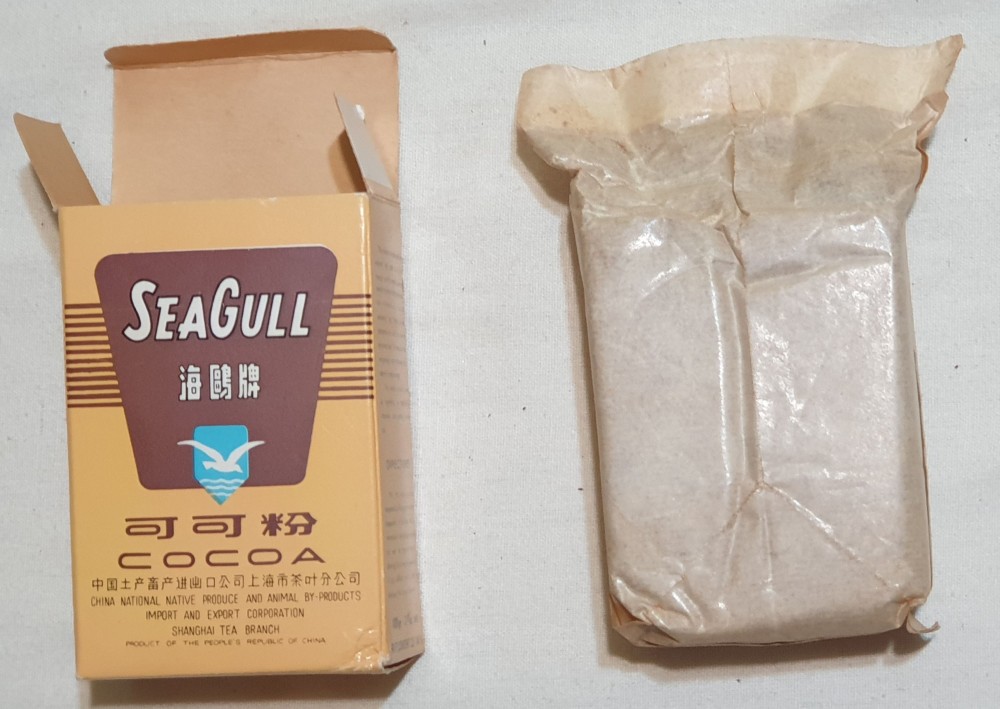 SEAGULL
海鷗牌
可可粉
COCOA
中国土产畜产进出口公司上海市茶叶分公司
CHINA NATIONAL NATIVE PRODUCE AND ANIMAL BY-PRODUCTS
IMPORT AND EXPORT CORPORATION
SHANGHAI TEA BRANCH
PRODUCT OF THE PEOPLE'S REPUBLIC OF CHINA